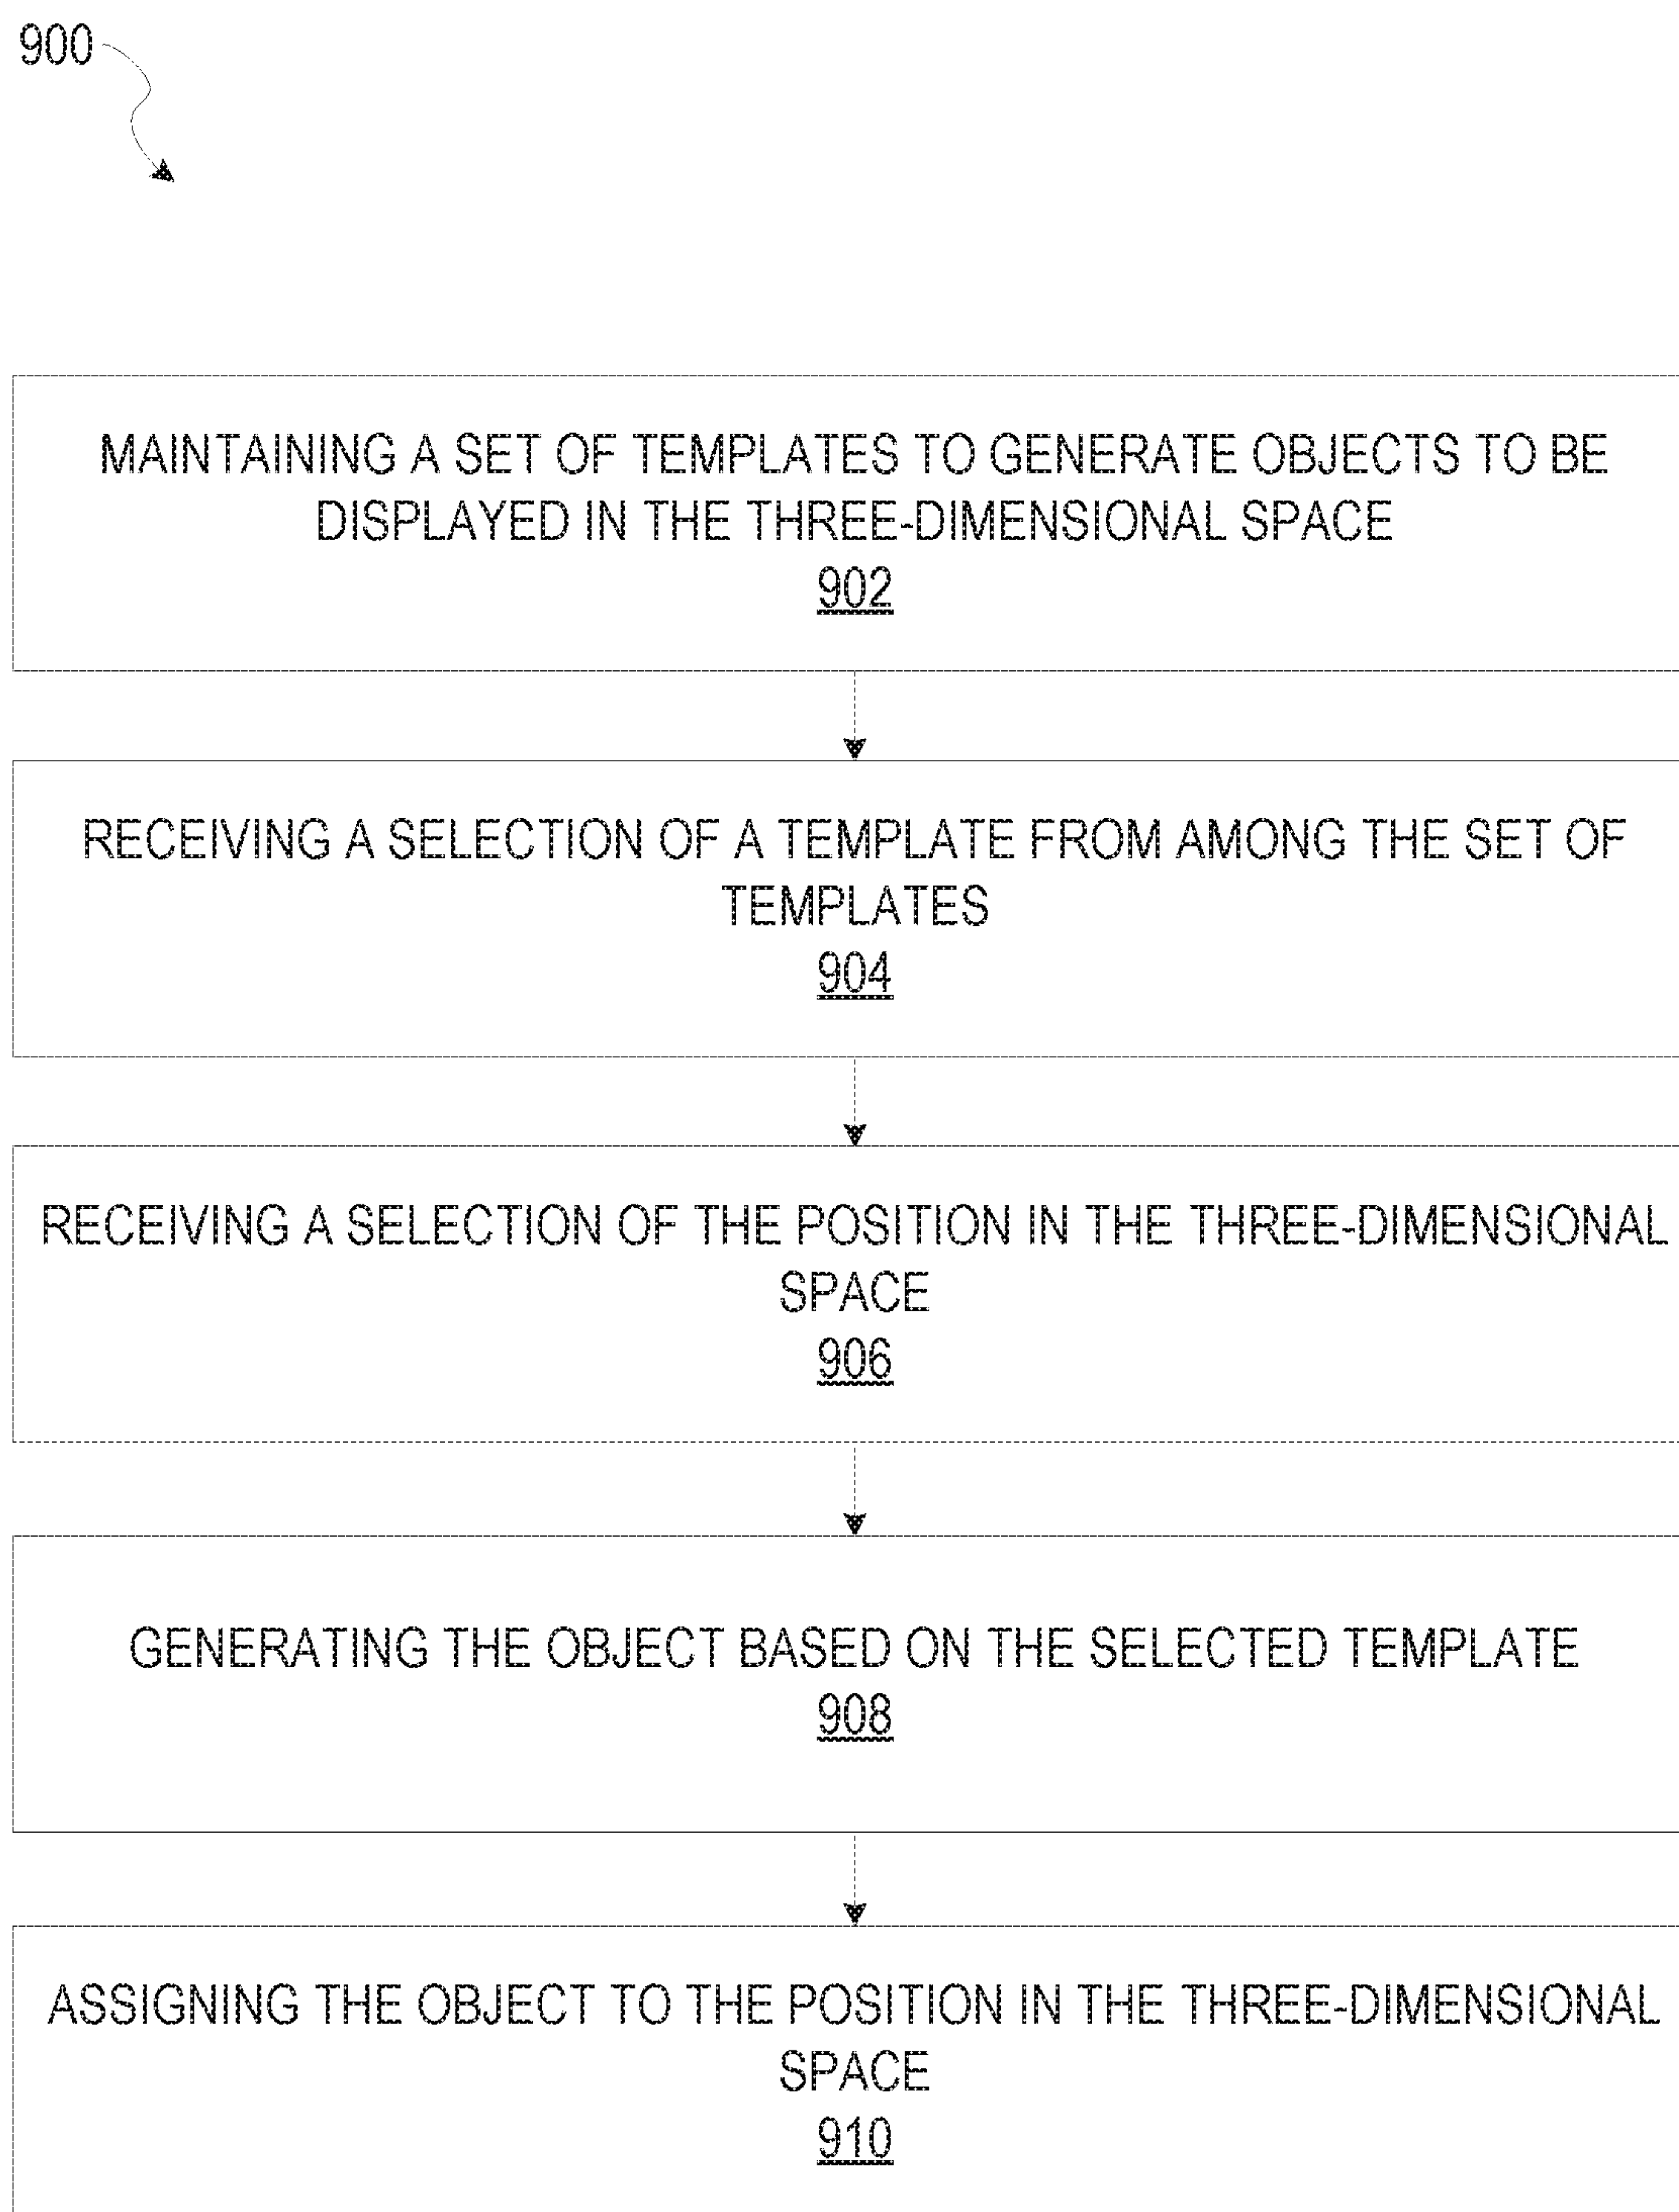 900
MAINTAINING A SET OF TEMPLATES TO GENERATE OBJECTS TO BE
DISPLAYED IN THE THREE-DIMENSIONAL SPACE
902
RECEIVING A SELECTION OF A TEMPLATE FROM AMONG THE SET OF
TEMPLATES
904
RECEIVING A SELECTION OF THE POSITION IN THE THREE-DIMENSIONAL
SPACE
906
GENERATING THE OBJECT BASED ON THE SELECTED TEMPLATE
908
ASSIGNING THE OBJECT TO THE POSITION IN THE THREE-DIMENSIONAL
SPACE
910